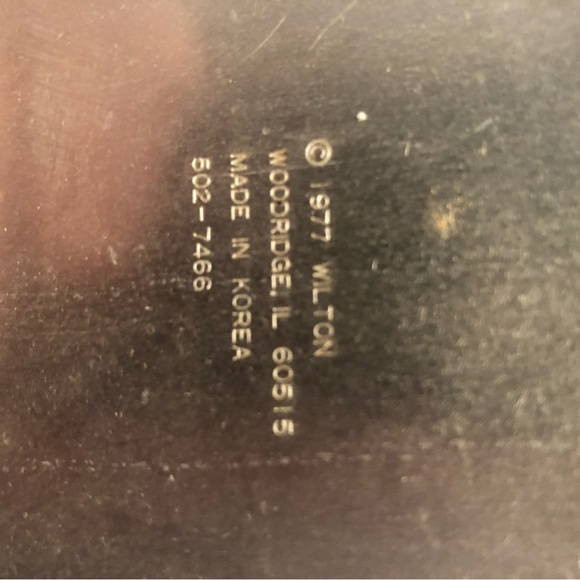 © 1977 WILTON
WOODRIDGE, IL 60515
MADE IN KOREA
502-7466